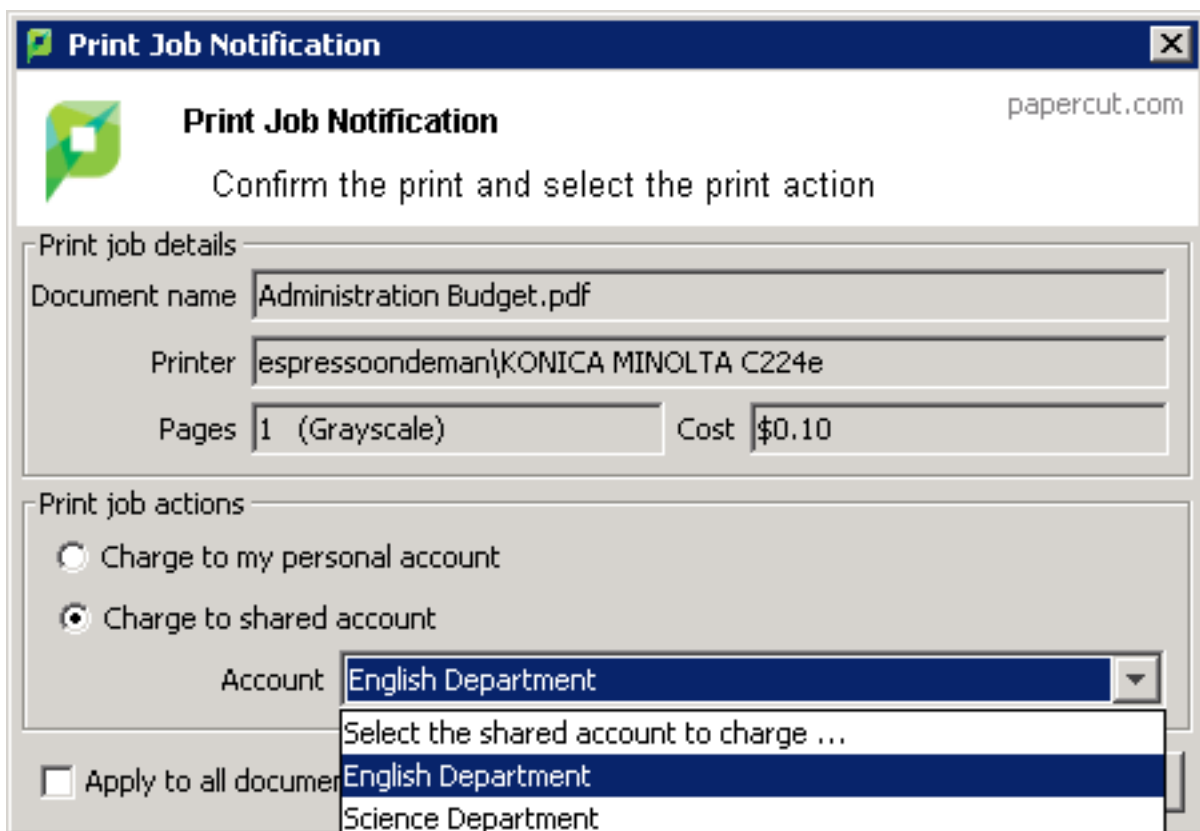 Print Job Notification
papercut.com
Print Job Notification
Confirm the print and select the print action
Print job details
Document name Administration Budget.pdf
Printer espressoondeman\KONICA MINOLTA C224e
Pages 1 (Grayscale) Cost $0.10
Print job actions
Charge to my personal account
Charge to shared account
Account English Department
Select the shared account to charge ...
Apply to all English Department
Science Department